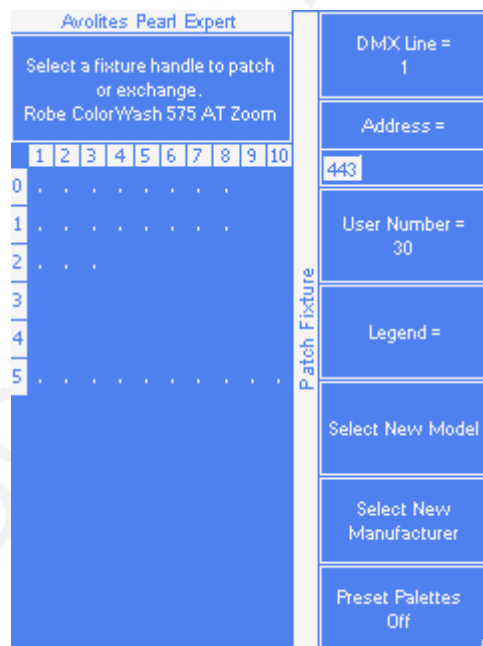 Avolites Pearl Expert
Select a fixture handle to patch
or exchange.
Robe ColorWash 575 AT Zoom
1 2 3 4 5 6 7 8 9 10
0 . . . . . . . .
1 . . . . . . . .
2 . . .
3
4
5 . . . . . . . . . .
Patch Fixture
DMX Line =
1
Address =
443
User Number =
30
Legend =
Select New Model
Select New
Manufacturer
Preset Palettes
Off